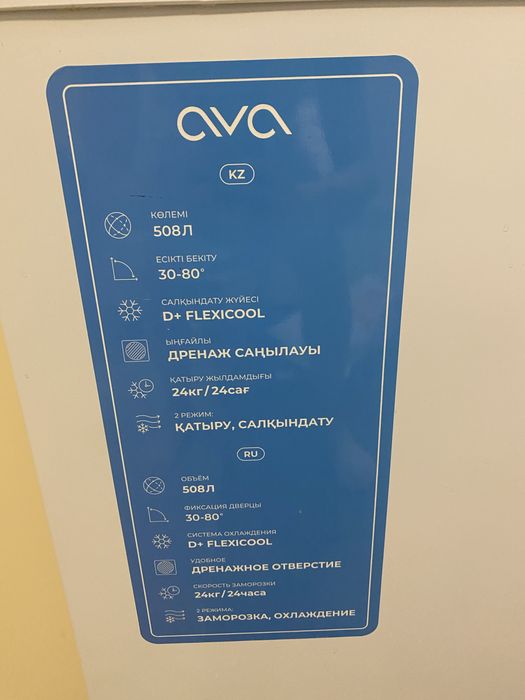 ava
KZ
КӨЛЕМІ
508Л
ЕСІКТІ БЕКІТУ
30-80°
САЛҚЫНДАТУ ЖҮЙЕСІ
D+ FLEXICOOL
ЫҢҒАЙЛЫ
ДРЕНАЖ САҢЫЛАУЫ
ҚАТЫРУ ЖЫЛДАМДЫҒЫ
24кг/24сағ
2 РЕЖИМ:
ҚАТЫРУ, САЛҚЫНДАТУ
RU
ОБЪЁМ
508Л
ФИКСАЦИЯ ДВЕРЦЫ
30-80°
СИСТЕМА ОХЛАЖДЕНИЯ
D+ FLEXICOOL
УДОБНОЕ
ДРЕНАЖНОЕ ОТВЕРСТИЕ
СКОРОСТЬ ЗАМОРОЗКИ
24кг/24часа
2 РЕЖИМА:
ЗАМОРОЗКА, ОХЛАЖДЕНИЕ